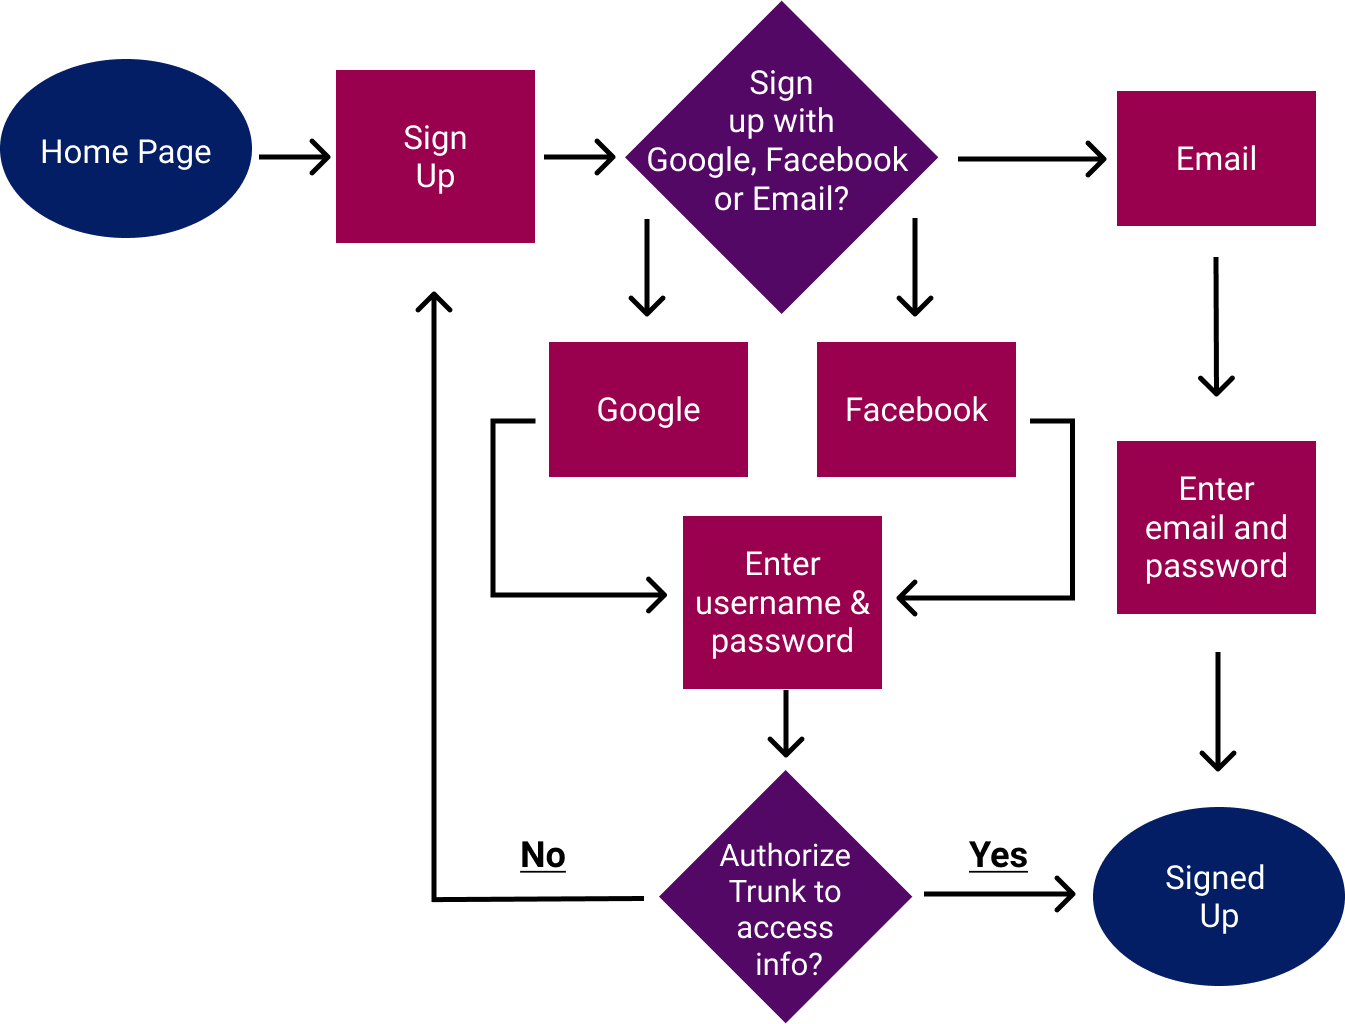 Home Page
Sign
Up
Sign
up with
Google, Facebook
or Email?
Email
Google
Facebook
Enter
email and
password
Enter
username &
password
No
Authorize
Trunk to
access
info?
Yes
Signed
Up